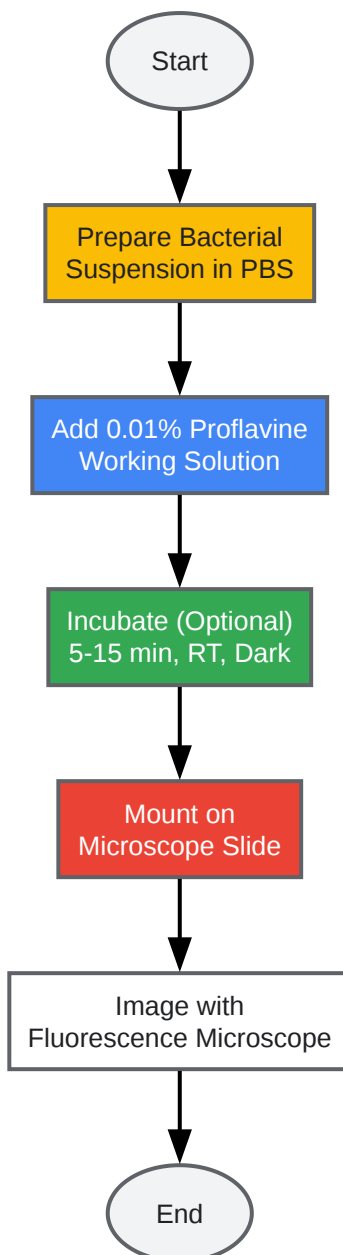 Start
Prepare Bacterial
Suspension in PBS
Add 0.01% Proflavine
Working Solution
Incubate (Optional)
5-15 min, RT, Dark
Mount on
Microscope Slide
Image with
Fluorescence Microscope
End